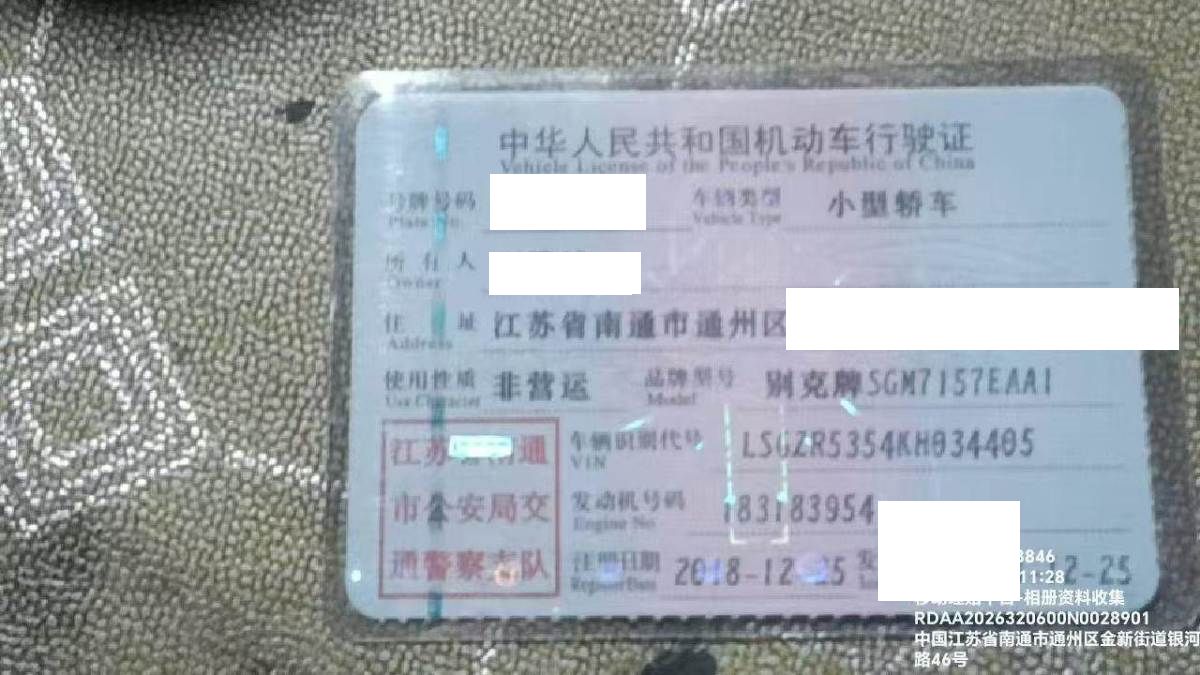 中华人民共和国机动车行驶证
Vehicle License of the People's Republic of China
号牌号码 车辆类型 小型轿车
Plate No. Vehicle Type
所有人
Owner
住址 江苏省南通市通州区
Address
使用性质 非营运 品牌型号 别克牌SGM7157EAA1
Use Character Model
江苏 南通 车辆识别代号 LSGZR5354KH034405
VIN
市公安局交 发动机号码 183183954
Engine No.
通警察支队 注册日期 2018-12-25 发 2-25
Register Date
3846
11:28
相册资料收集
RDAA2026320600N0028901
中国江苏省南通市通州区金新街道银河
路46号